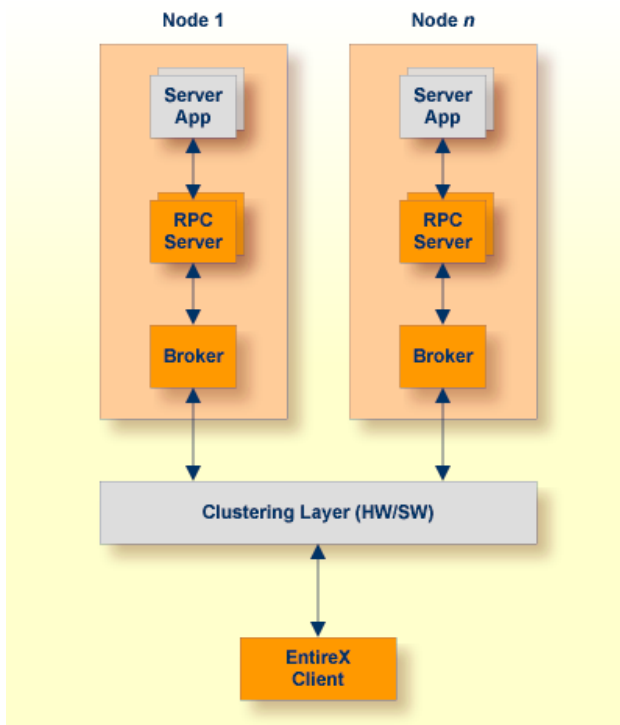 Node 1
Node n
Server
App
Server
App
RPC
Server
RPC
Server
Broker
Broker
Clustering Layer (HW/SW)
EntireX
Client